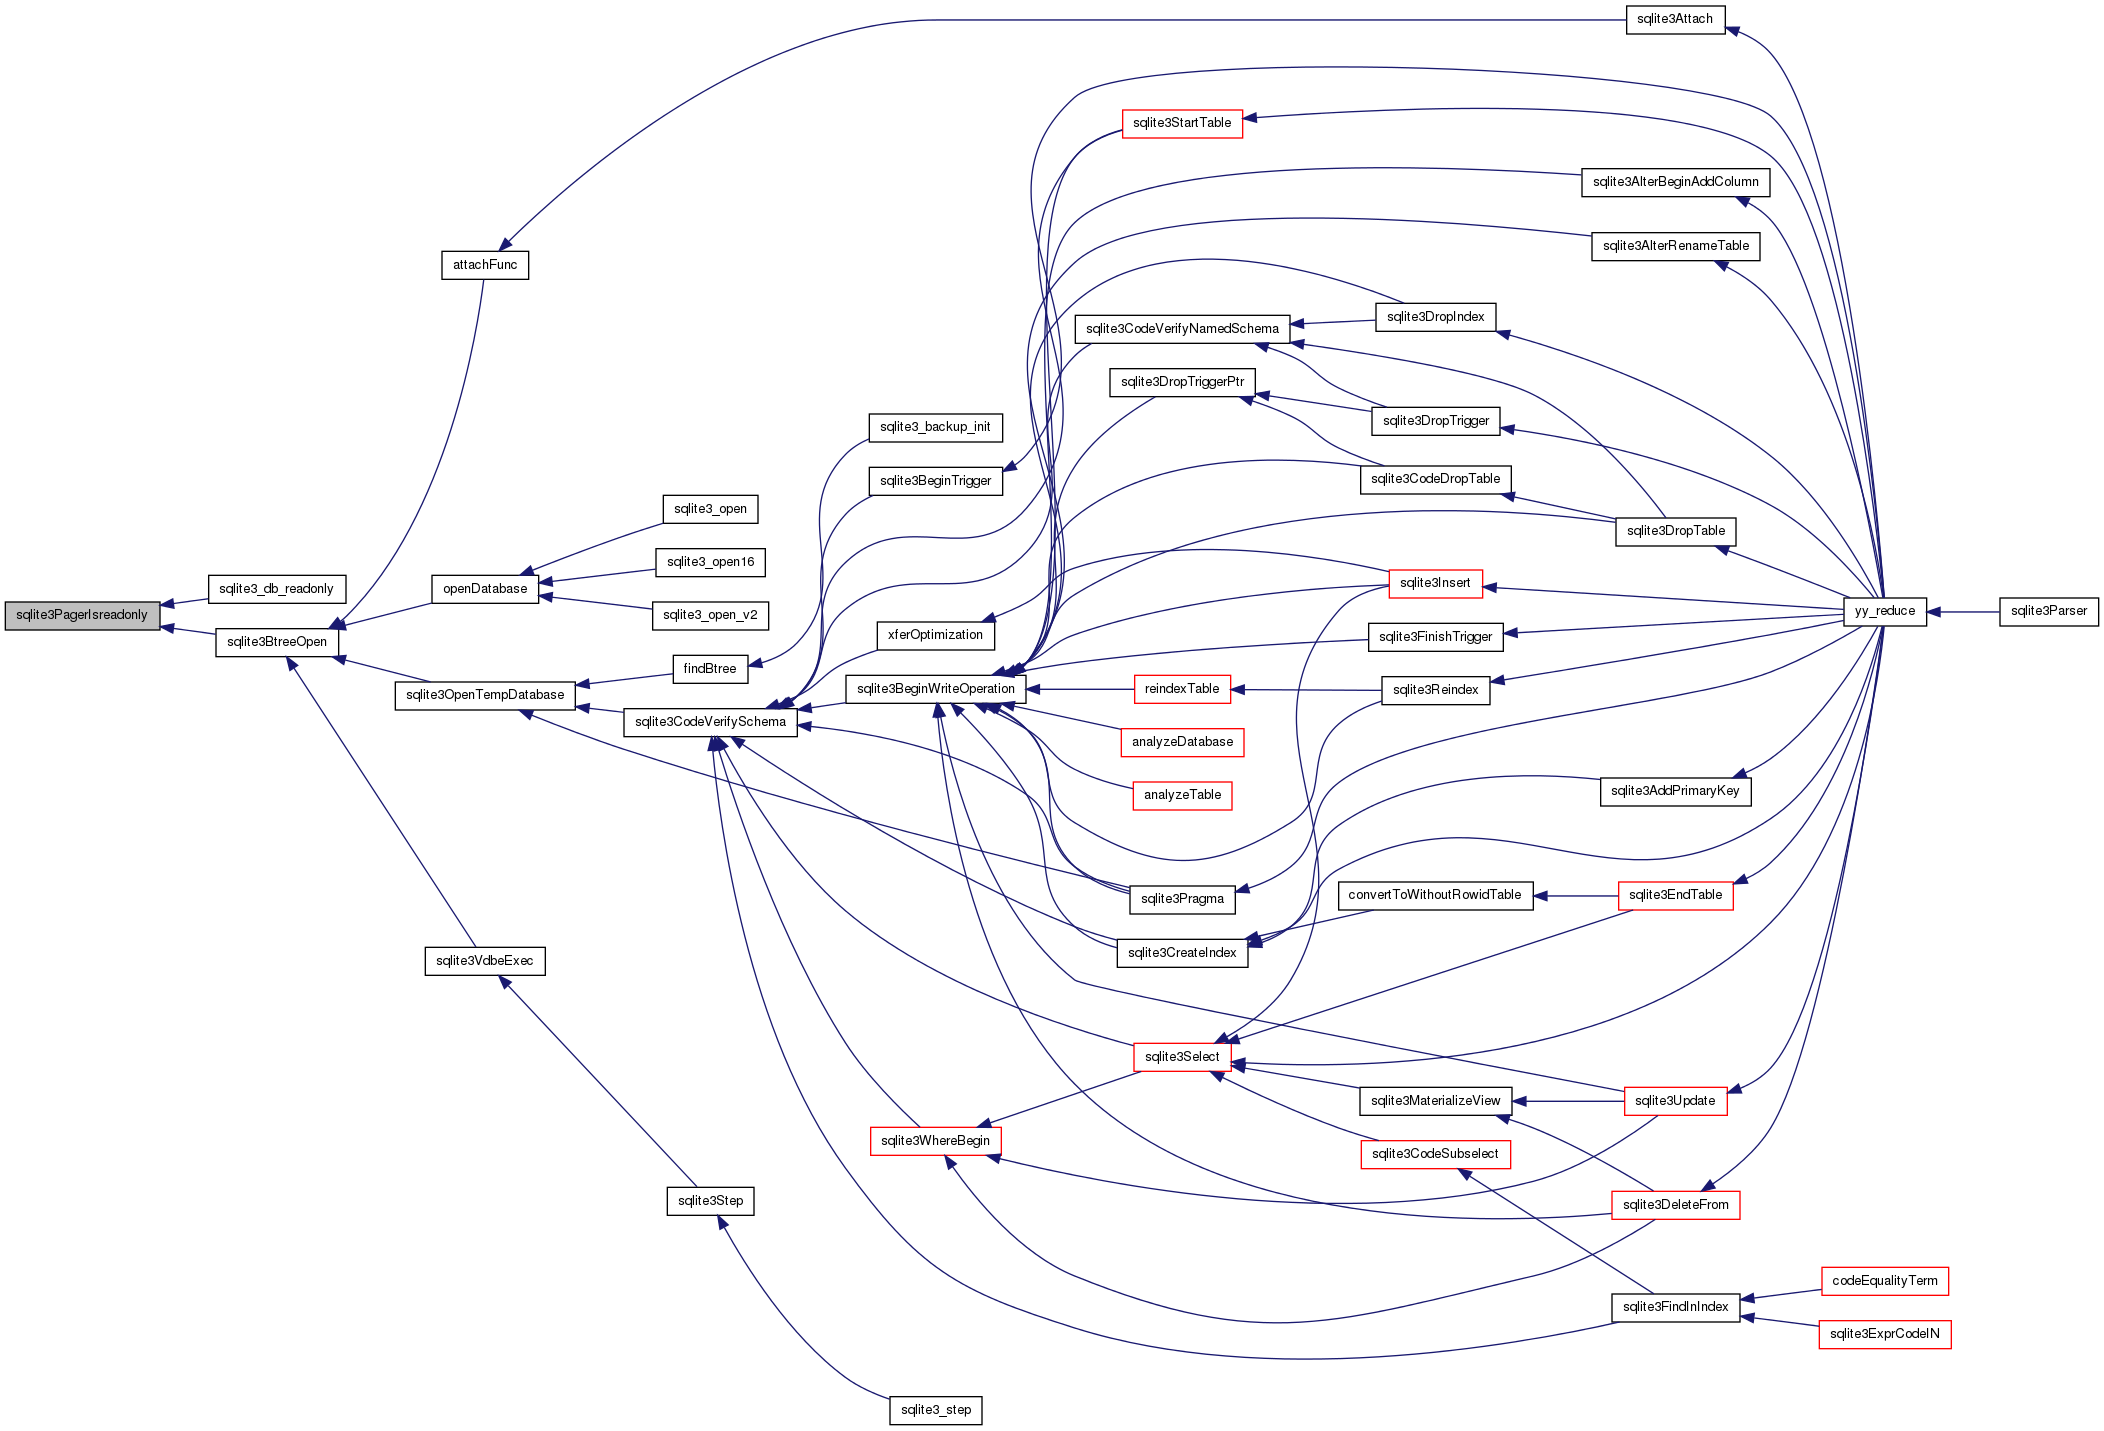 sqlite3PagerIsreadonly
sqlite3_db_readonly
sqlite3BtreeOpen
attachFunc
openDatabase
sqlite3OpenTempDatabase
sqlite3VdbeExec
sqlite3_open
sqlite3_open16
sqlite3_open_v2
findBtree
sqlite3CodeVerifySchema
sqlite3Step
sqlite3_backup_init
sqlite3BeginTrigger
xferOptimization
sqlite3BeginWriteOperation
sqlite3WhereBegin
sqlite3_step
sqlite3StartTable
sqlite3CodeVerifyNamedSchema
sqlite3DropTriggerPtr
reindexTable
analyzeDatabase
analyzeTable
sqlite3Pragma
sqlite3CreateIndex
sqlite3Select
sqlite3DropIndex
sqlite3DropTrigger
sqlite3CodeDropTable
sqlite3Insert
sqlite3FinishTrigger
sqlite3Reindex
convertToWithoutRowidTable
sqlite3MaterializeView
sqlite3CodeSubselect
sqlite3Attach
sqlite3AlterBeginAddColumn
sqlite3AlterRenameTable
sqlite3DropTable
sqlite3AddPrimaryKey
sqlite3EndTable
sqlite3Update
sqlite3DeleteFrom
sqlite3FindInIndex
yy_reduce
codeEqualityTerm
sqlite3ExprCodeIN
sqlite3Parser